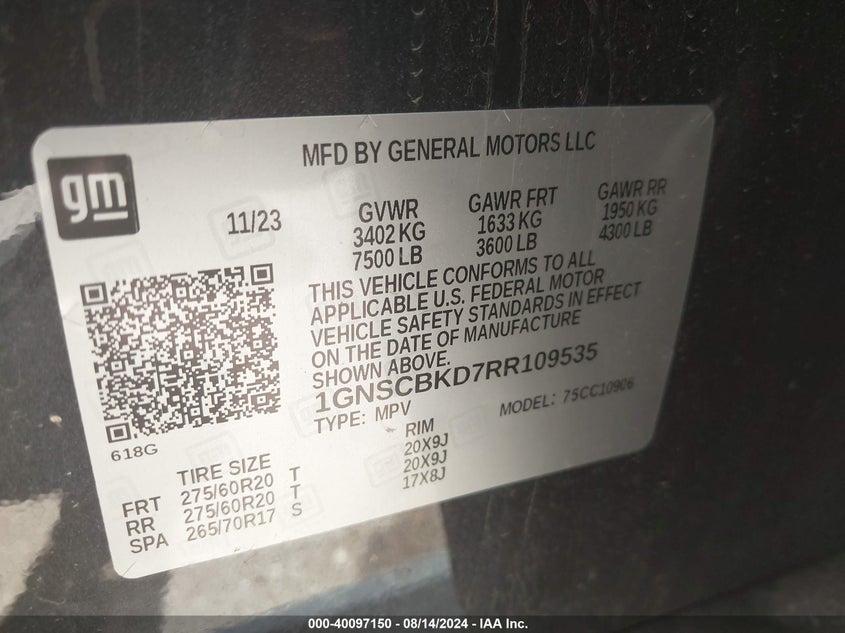 MFD BY GENERAL MOTORS LLC
gm
11/23
GVWR
3402 KG
7500 LB
GAWR FRT
1633 KG
3600 LB
GAWR RR
1950 KG
4300 LB
THIS VEHICLE CONFORMS TO ALL
APPLICABLE U.S. FEDERAL MOTOR
VEHICLE SAFETY STANDARDS IN EFFECT
ON THE DATE OF MANUFACTURE
SHOWN ABOVE.
1GNSCBKD7RR109535
TYPE: MPV
MODEL: 75CC10906
618G
TIRE SIZE
RIM
FRT 275/60R20 T 20X9J
RR 275/60R20 T 20X9J
SPA 265/70R17 S 17X8J
000-40097150 - 08/14/2024 - IAA Inc.